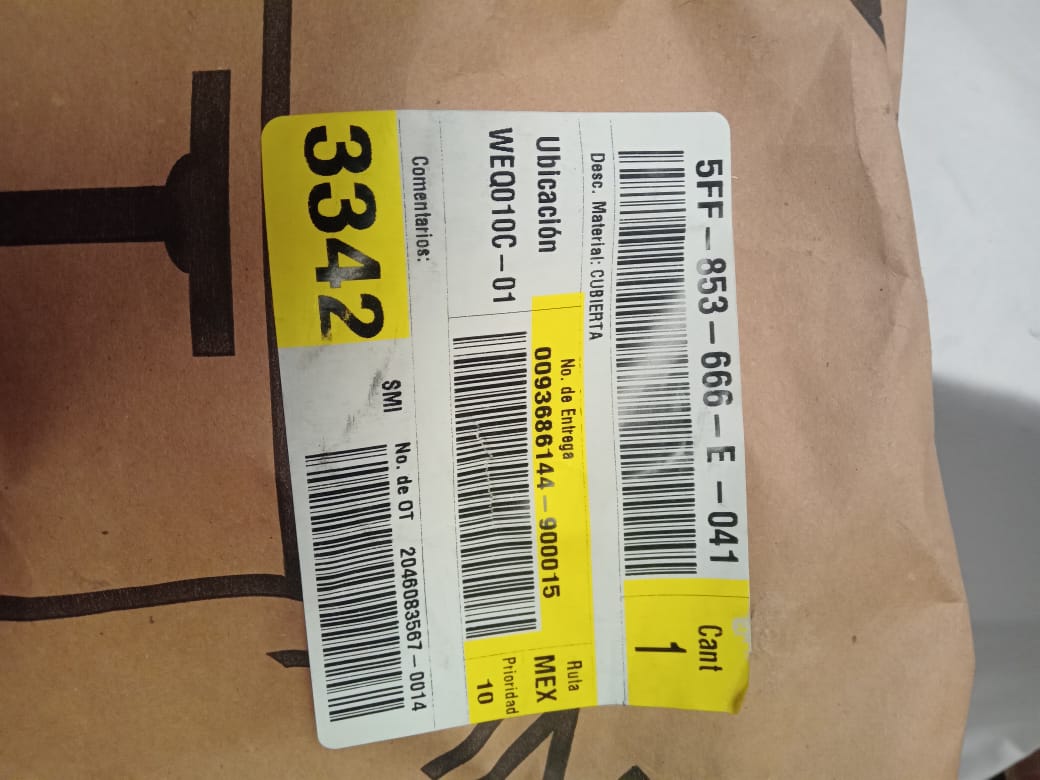 5FF-853-666-E -041
Cant
1
Desc. Material: CUBIERTA
Ubicación
WEQ010C-01
No. de Entrega
0093686144-900015
Ruta
MEX
Prioridad
10
Comentarios:
3342
SMI
No. de OT 2046083567-0014